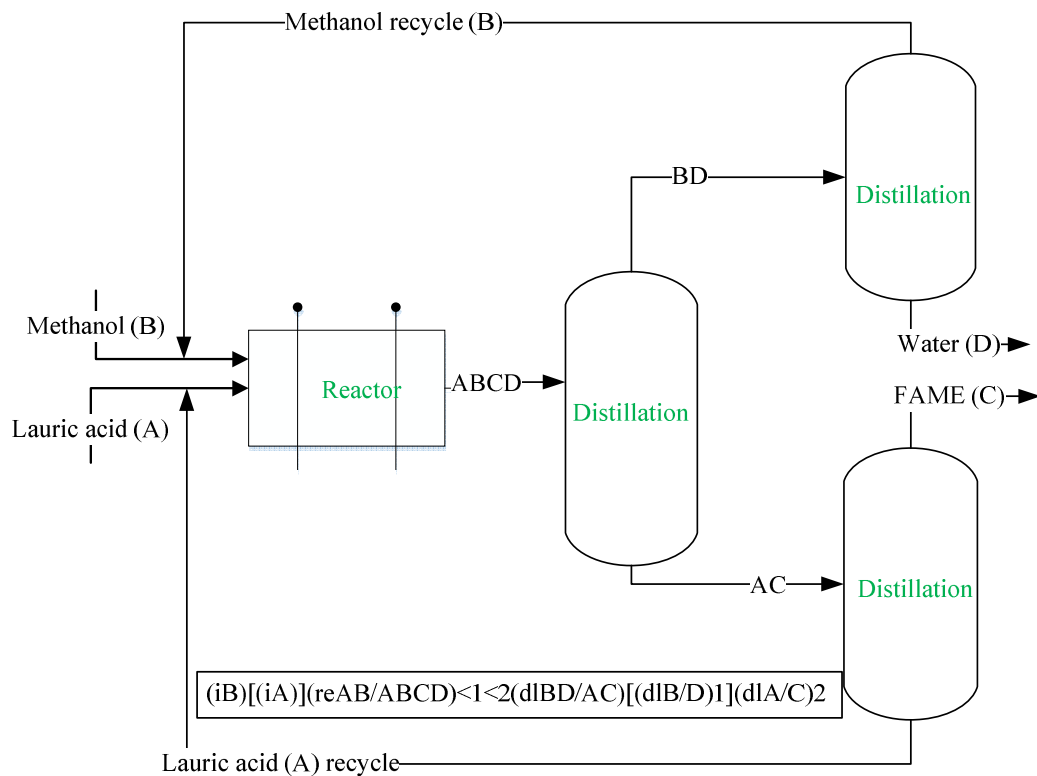 Methanol recycle (B)
BD
Distillation
Methanol (B)
Water (D)
Reactor
ABCD
FAME (C)
Distillation
Lauric acid (A)
AC
Distillation
(iB)[(iA)](reAB/ABCD)<1<2(dlBD/AC)[(dlB/D)1](dlA/C)2
Lauric acid (A) recycle